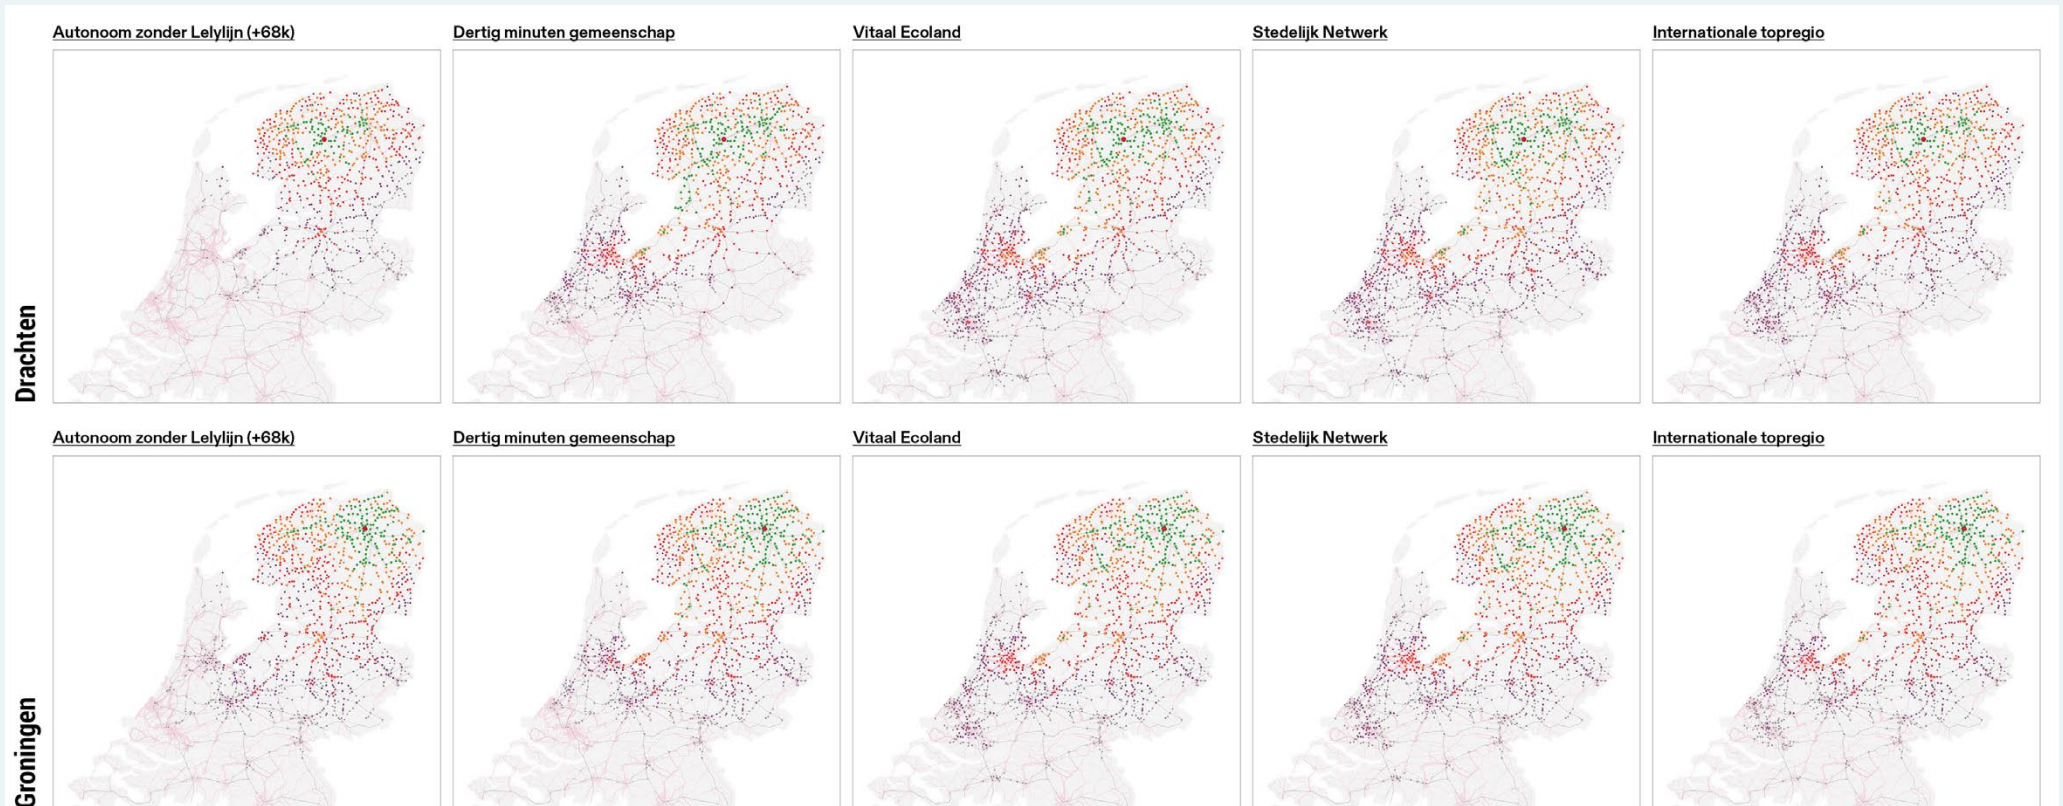 Autonoom zonder Lelylijn (+68k)
Dertig minuten gemeenschap
Vitaal Ecoland
Stedelijk Netwerk
Internationale topregio
Drachten
Autonoom zonder Lelylijn (+68k)
Dertig minuten gemeenschap
Vitaal Ecoland
Stedelijk Netwerk
Internationale topregio
Groningen